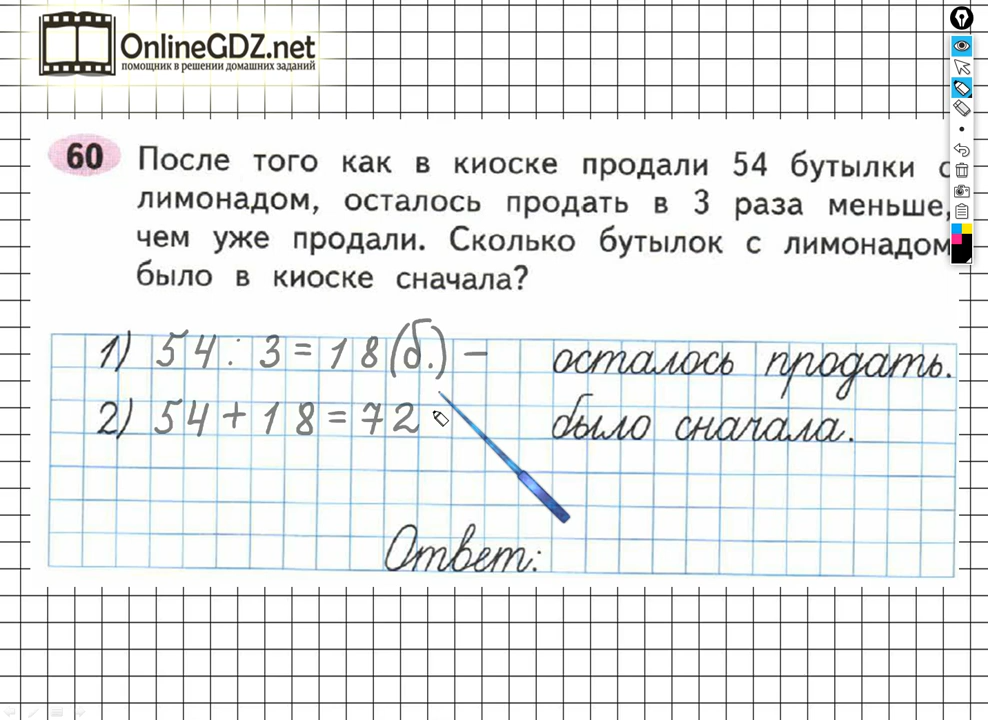 OnlineGDZ.net
помощник в решении домашних заданий
60 После того как в киоске продали 54 бутылки с
лимонадом, осталось продать в 3 раза меньше,
чем уже продали. Сколько бутылок с лимонадом
было в киоске сначала?
1) 54 : 3 = 18 (б.) – осталось продать.
2) 54 + 18 = 72 было сначала.
Ответ: